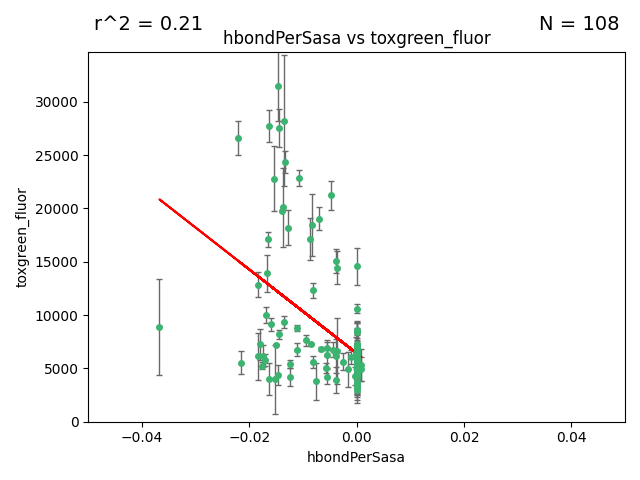 r^2 = 0.21
N = 108
hbondPerSasa vs toxgreen_fluor
toxgreen_fluor
30000
25000
20000
15000
10000
5000
0
−0.04
−0.02
0.00
0.02
0.04
hbondPerSasa